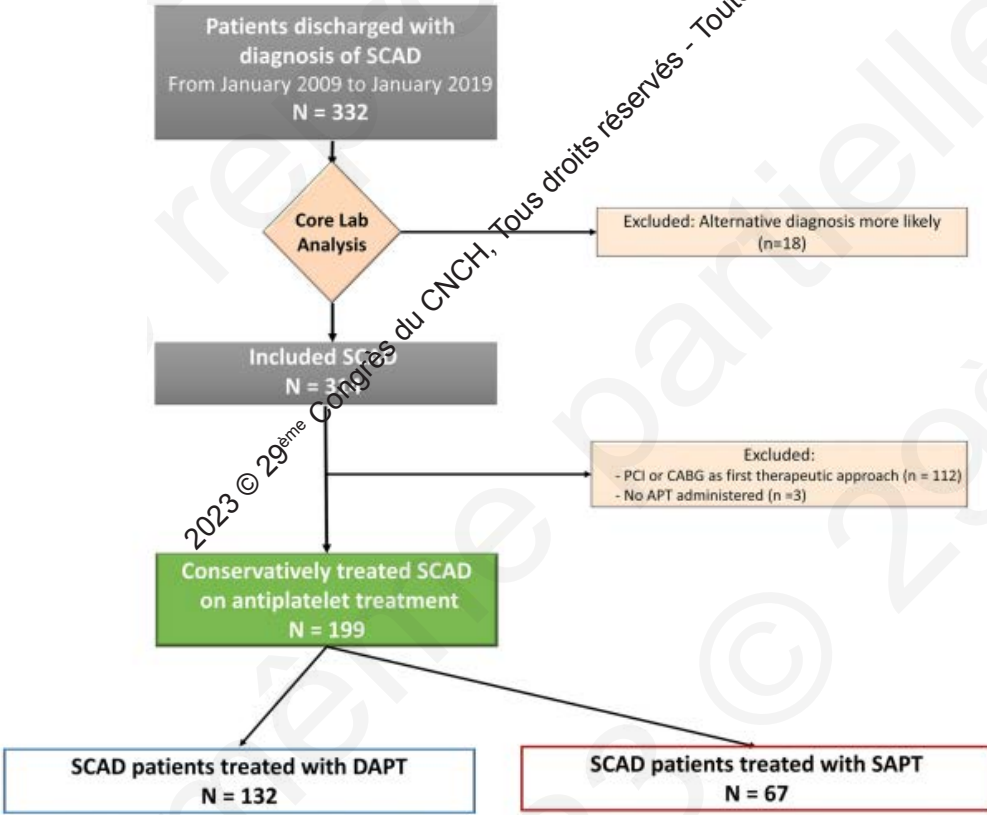 Patients discharged with
diagnosis of SCAD
From January 2009 to January 2019
N = 332
Core Lab
Analysis
Excluded: Alternative diagnosis more likely
(n=18)
Included SCAD
N = 314
Excluded:
- PCI or CABG as first therapeutic approach (n = 112)
- No APT administered (n =3)
Conservatively treated SCAD
on antiplatelet treatment
N = 199
SCAD patients treated with DAPT
N = 132
SCAD patients treated with SAPT
N = 67
2023 © 29ème Congrès du CNCH, Tous droits réservés - Toute